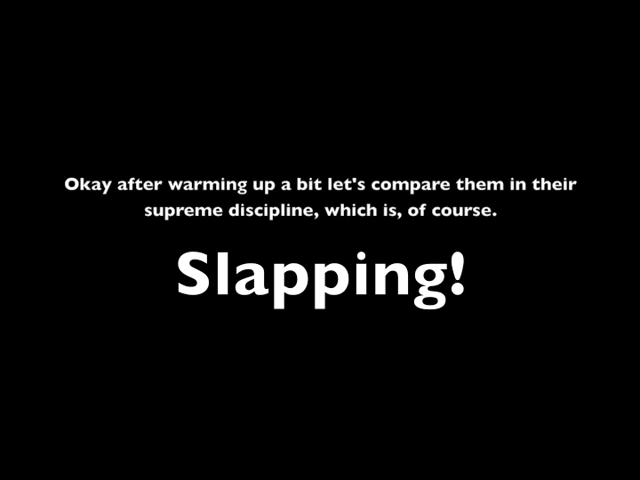 Okay after warming up a bit let's compare them in their
supreme discipline, which is, of course.
Slapping!